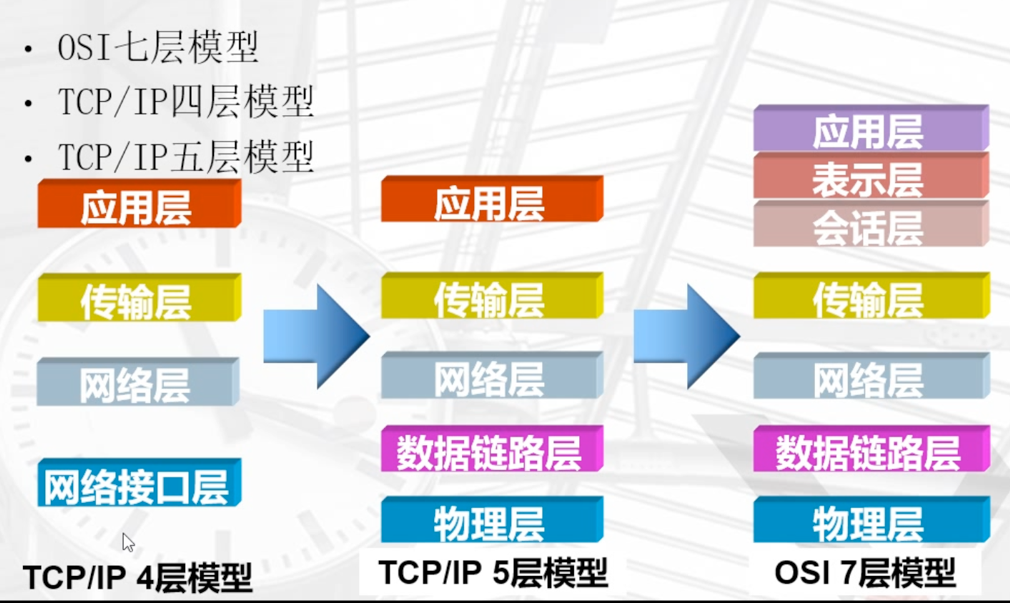 • OSI七层模型
• TCP/IP四层模型
• TCP/IP五层模型
应用层
传输层
网络层
网络接口层
TCP/IP 4层模型
应用层
传输层
网络层
数据链路层
物理层
TCP/IP 5层模型
应用层
表示层
会话层
传输层
网络层
数据链路层
物理层
OSI 7层模型